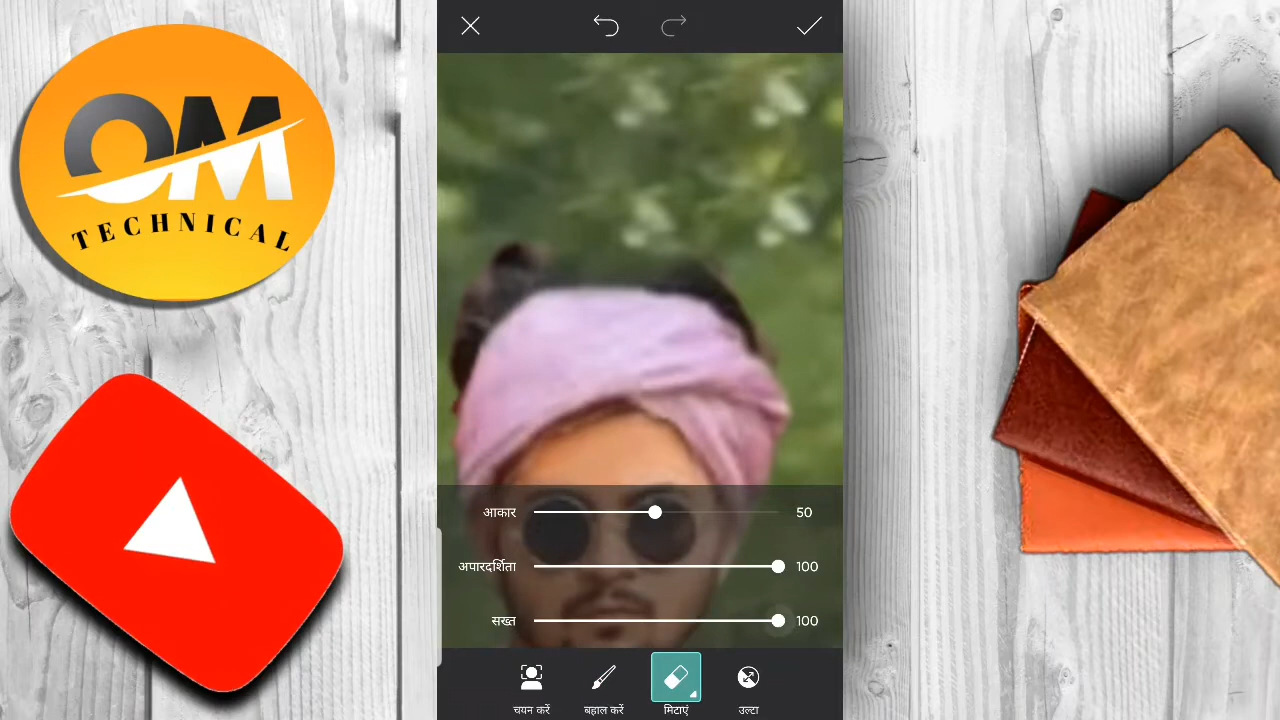 OM
TECHNICAL
आकार 50
अपारदर्शिता 100
सख्त 100
चयन करें बहाल करें मिटाएं उल्टा